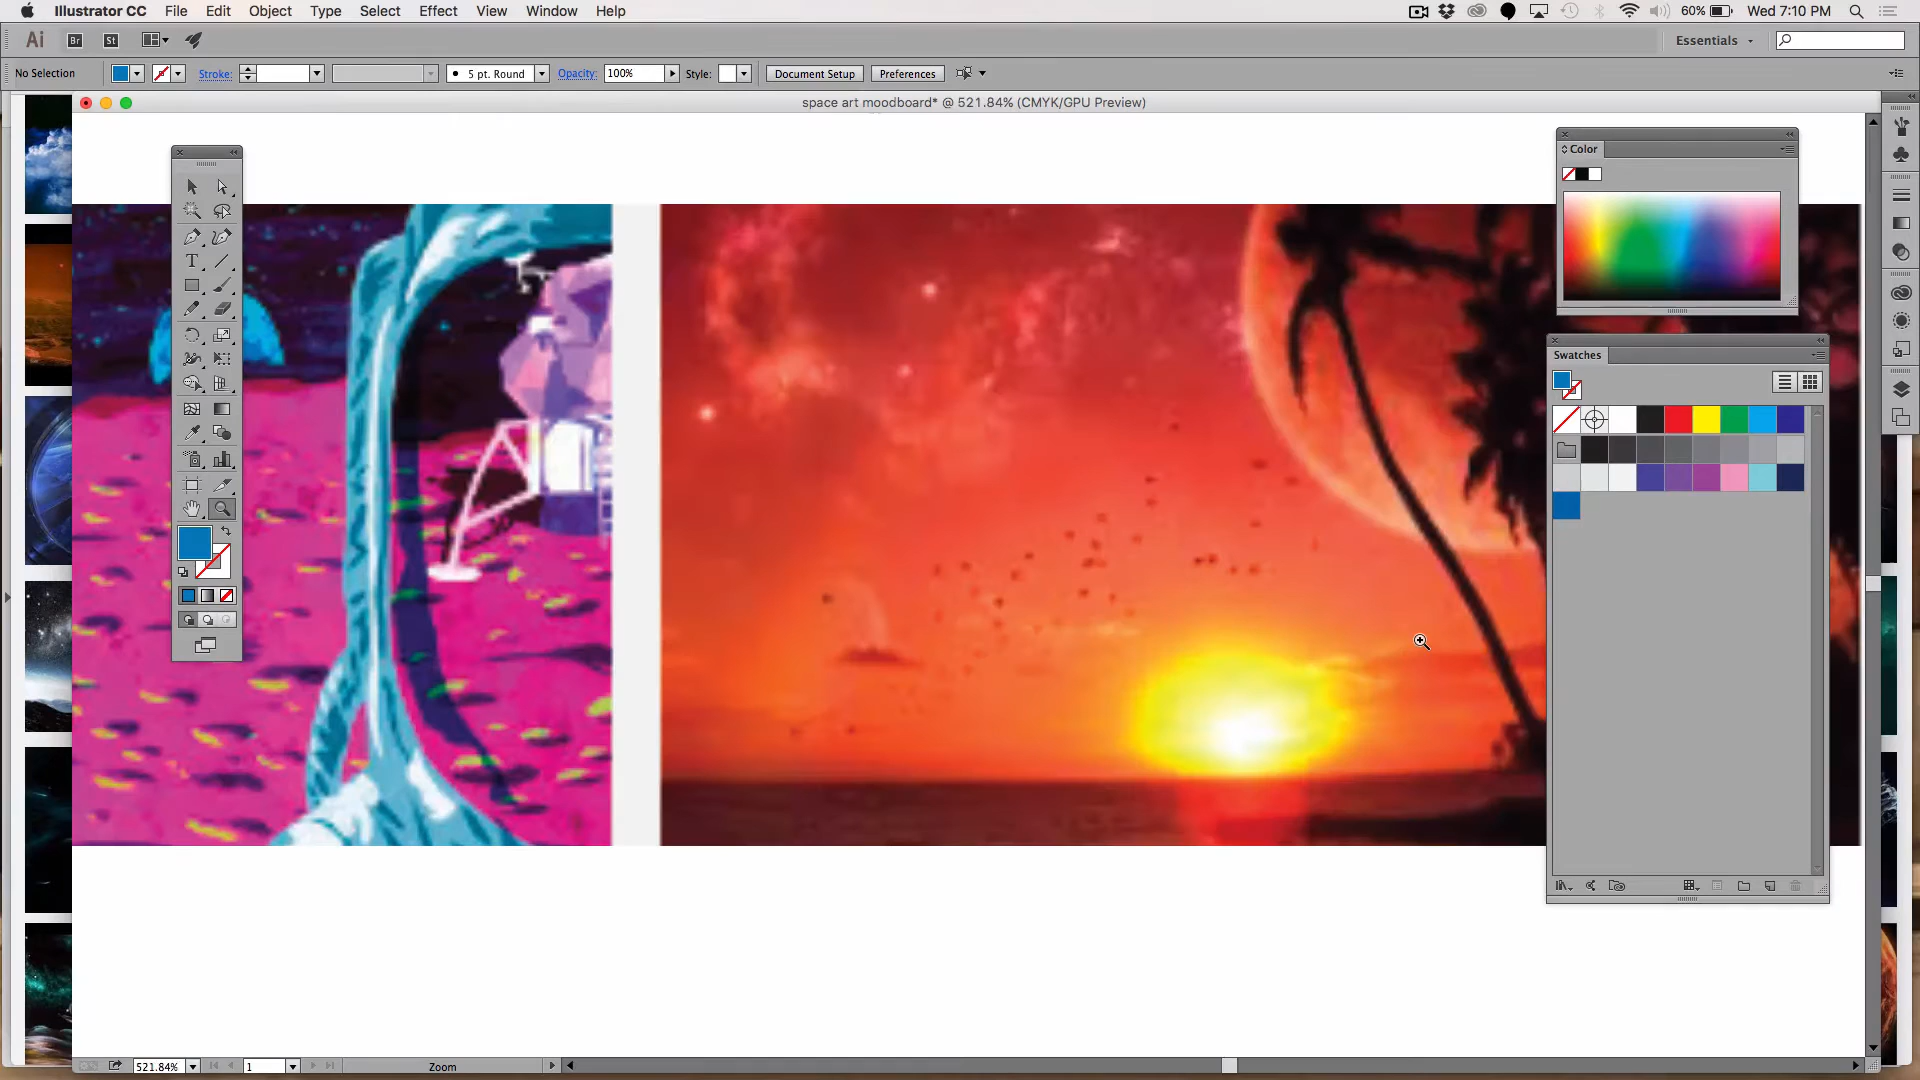 Illustrator CC File Edit Object Type Select Effect View Window Help 60% Wed 7:10 PM
Ai Br St Essentials
No Selection Stroke: 5 pt. Round Opacity: 100% Style: Document Setup Preferences
space art moodboard* @ 521.84% (CMYK/GPU Preview)
Color
Swatches
T
521.84% 1 Zoom